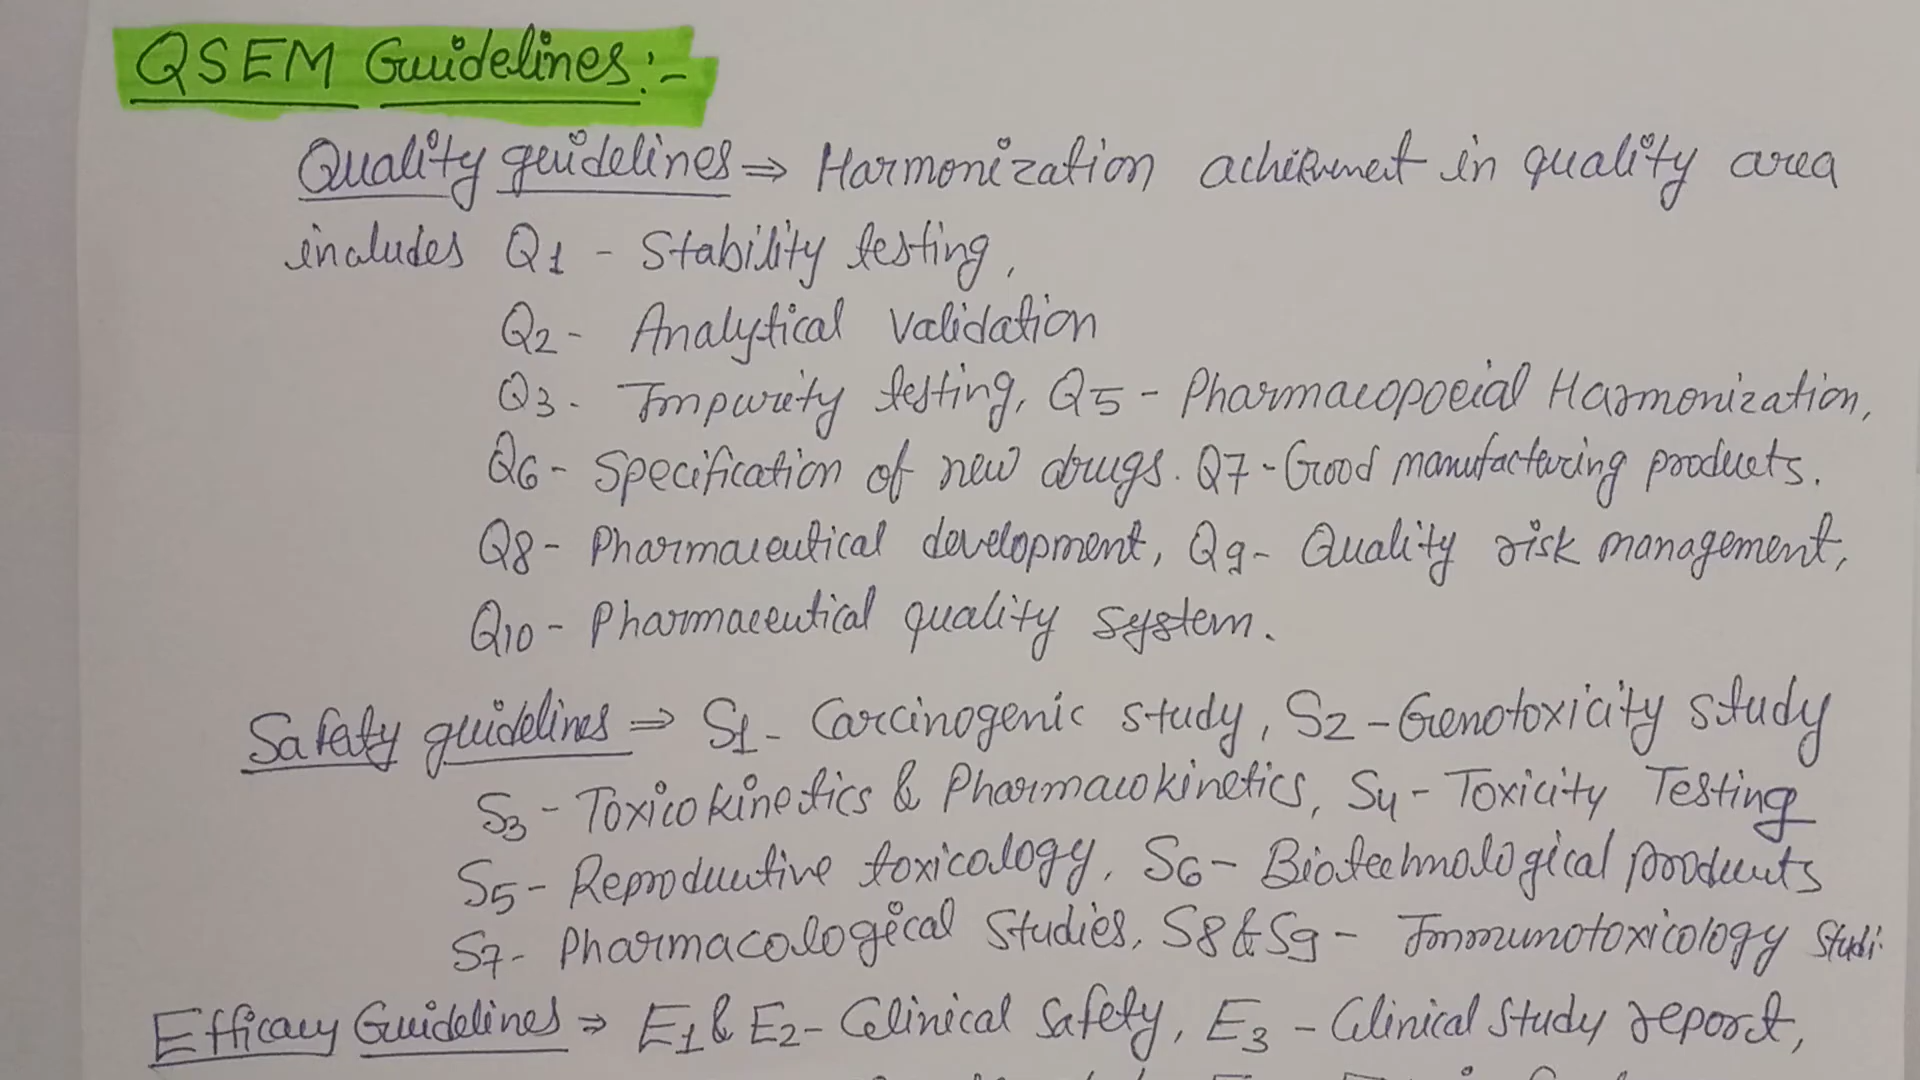 QSEM Guidelines:-
Quality guidelines ⇒ Harmonization achievment in quality area
includes Q1 - Stability testing,
Q2 - Analytical validation
Q3 - Impurity testing, Q5 - Pharmacopoeial Harmonization,
Q6 - Specification of new drugs. Q7 - Good manufacturing products.
Q8 - Pharmaceutical development, Q9 - Quality risk management,
Q10 - Pharmaceutical quality system.
Safety guidelines ⇒ S1 - Carcinogenic study, S2 - Genotoxicity study
S3 - Toxicokinetics & Pharmacokinetics, S4 - Toxicity Testing
S5 - Reproductive toxicology, S6 - Biotechnological products
S7 - Pharmacological Studies, S8 & S9 - Immunotoxicology Studi
Efficacy Guidelines ⇒ E1 & E2 - Clinical Safety, E3 - Clinical Study report,